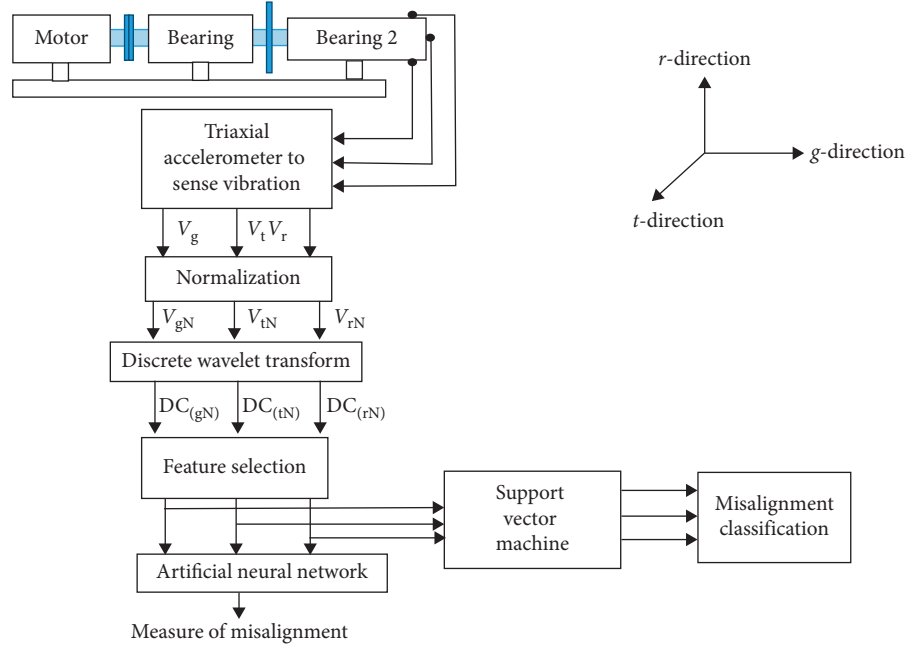 Motor
Bearing
Bearing 2
r-direction
g-direction
t-direction
Triaxial
accelerometer to
sense vibration
Vg
Vt Vr
Normalization
VgN
VtN
VrN
Discrete wavelet transform
DC(gN)
DC(tN)
DC(rN)
Feature selection
Support
vector
machine
Misalignment
classification
Artificial neural network
Measure of misalignment